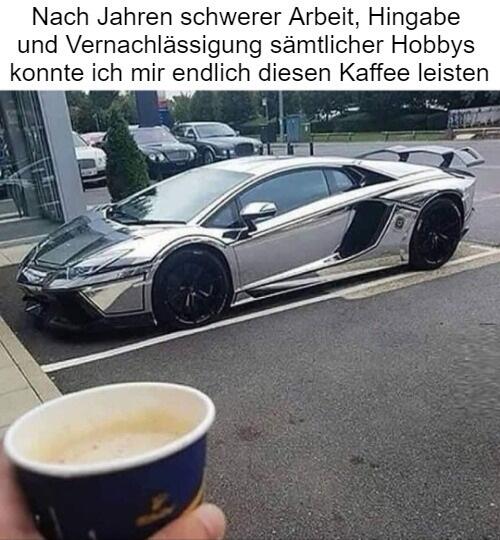 Nach Jahren schwerer Arbeit, Hingabe
und Vernachlässigung sämtlicher Hobbys
konnte ich mir endlich diesen Kaffee leisten